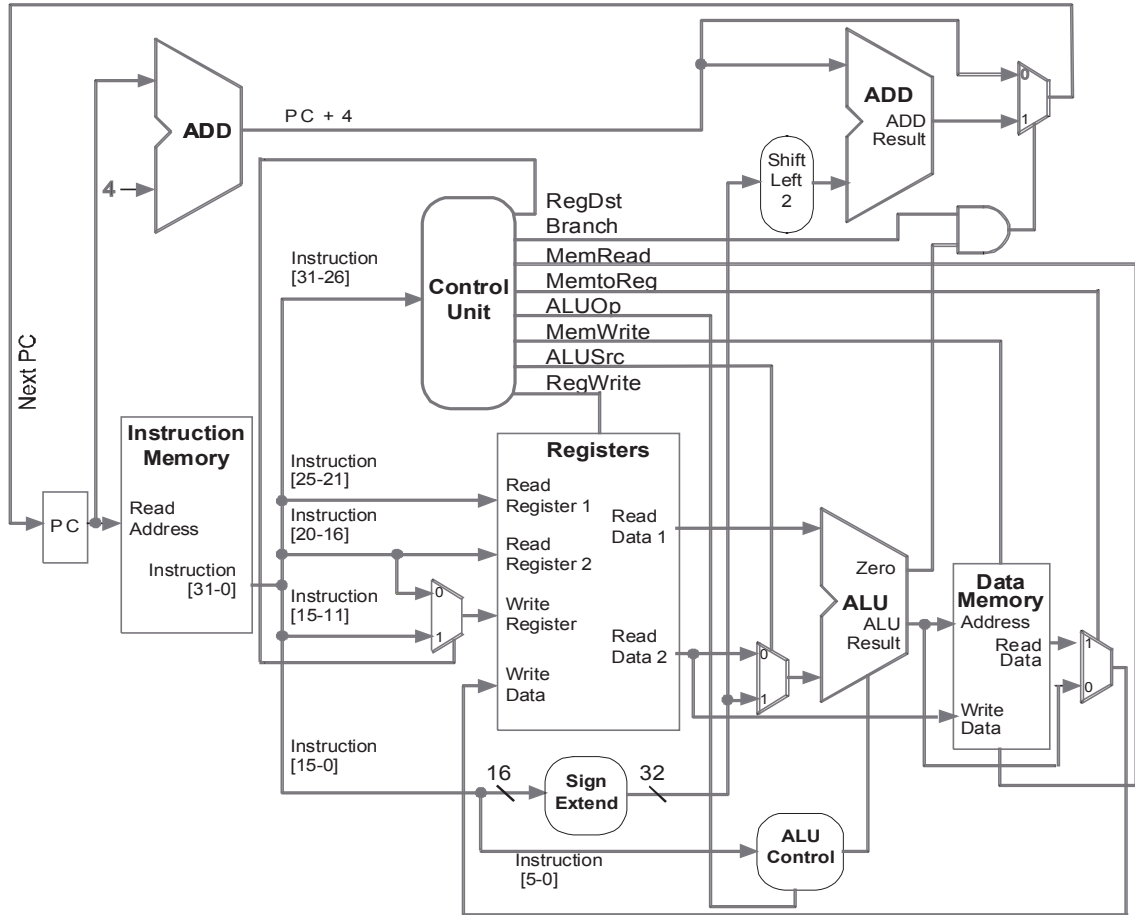 ADD
PC + 4
4
ADD
ADD
Result
0
1
Shift
Left
2
RegDst
Branch
MemRead
MemtoReg
ALUOp
MemWrite
ALUSrc
RegWrite
Control
Unit
Instruction
[31-26]
Next PC
Instruction
Memory
Read
Address
Instruction
[31-0]
PC
Instruction
[25-21]
Instruction
[20-16]
Instruction
[15-11]
0
1
Registers
Read
Register 1
Read
Register 2
Write
Register
Write
Data
Read
Data 1
Read
Data 2
0
1
Zero
ALU
ALU
Result
Data
Memory
Address
Read
Data
Write
Data
1
0
Instruction
[15-0]
16
Sign
Extend
32
ALU
Control
Instruction
[5-0]